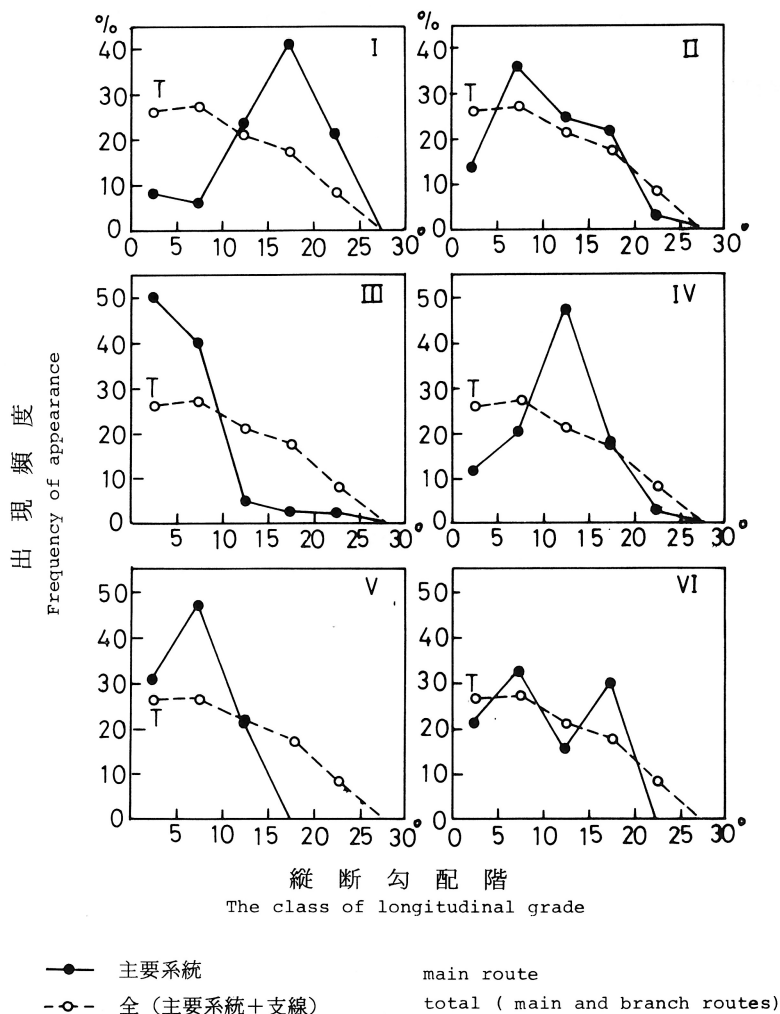 %
I
40
T
30
20
10
0
0 5 10 15 20 25 30°
%
II
40
T
30
20
10
0
0 5 10 15 20 25 30°
III
50
40
T
30
20
10
0
5 10 15 20 25 30°
IV
50
40
T
30
20
10
0
0 5 10 15 20 25 30°
V
50
40
30
T
20
10
0
5 10 15 20 25 30°
VI
50
40
T
30
20
10
0
0 5 10 15 20 25 30°
出現頻度
Frequency of appearance
縦断勾配階
The class of longitudinal grade
主要系統 main route
全（主要系統＋支線） total ( main and branch routes)